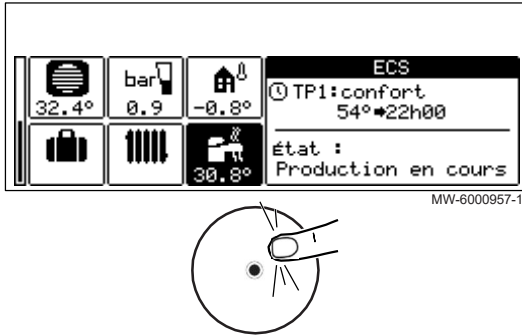 32.4°
bar
0.9
-0.8°
30.8°
ECS
TP1:confort
54°➡22h00
État :
Production en cours
MW-6000957-1